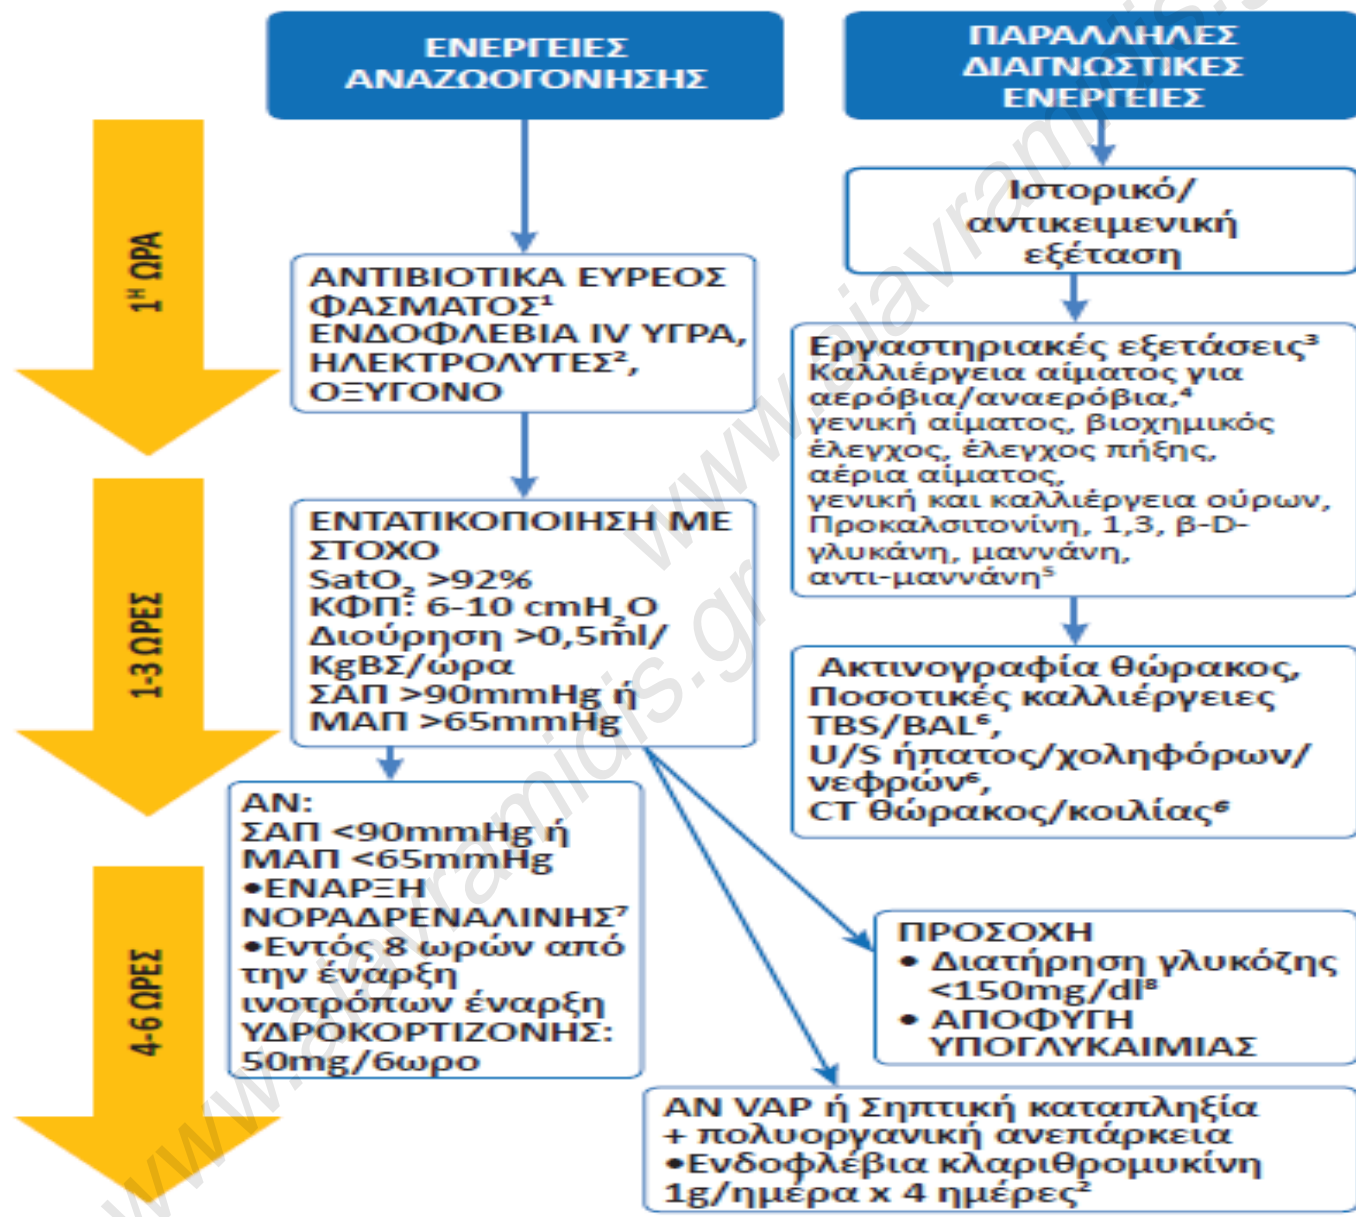 ΕΝΕΡΓΕΙΕΣ
ΑΝΑΖΩΟΓΟΝΗΣΗΣ
ΠΑΡΑΛΛΗΛΕΣ
ΔΙΑΓΝΩΣΤΙΚΕΣ
ΕΝΕΡΓΕΙΕΣ
1Η ΩΡΑ
1-3 ΩΡΕΣ
4-6 ΩΡΕΣ
ΑΝΤΙΒΙΟΤΙΚΑ ΕΥΡΕΟΣ
ΦΑΣΜΑΤΟΣ¹
ΕΝΔΟΦΛΕΒΙΑ IV ΥΓΡΑ,
ΗΛΕΚΤΡΟΛΥΤΕΣ²,
ΟΞΥΓΟΝΟ
ΕΝΤΑΤΙΚΟΠΟΙΗΣΗ ΜΕ
ΣΤΟΧΟ
SatO₂ >92%
ΚΦΠ: 6-10 cmH₂O
Διούρηση >0,5ml/
KgΒΣ/ώρα
ΣΑΠ >90mmHg ή
ΜΑΠ >65mmHg
ΑΝ:
ΣΑΠ <90mmHg ή
ΜΑΠ <65mmHg
•ΕΝΑΡΞΗ
ΝΟΡΑΔΡΕΝΑΛΙΝΗΣ⁷
•Εντός 8 ωρών από
την έναρξη
ινοτρόπων έναρξη
ΥΔΡΟΚΟΡΤΙΖΟΝΗΣ:
50mg/6ωρο
Ιστορικό/
αντικειμενική
εξέταση
Εργαστηριακές εξετάσεις³
Καλλιέργεια αίματος για
αερόβια/αναερόβια,⁴
γενική αίματος, βιοχημικός
έλεγχος, έλεγχος πήξης,
αέρια αίματος,
γενική και καλλιέργεια ούρων,
Προκαλσιτονίνη, 1,3, β-D-
γλυκάνη, μαννάνη,
αντι-μαννάνη⁵
Ακτινογραφία θώρακος,
Ποσοτικές καλλιέργειες
TBS/BAL⁶,
U/S ήπατος/χοληφόρων/
νεφρών⁶,
CT θώρακος/κοιλίας⁶
ΠΡΟΣΟΧΗ
• Διατήρηση γλυκόζης
<150mg/dl⁸
• ΑΠΟΦΥΓΗ
ΥΠΟΓΛΥΚΑΙΜΙΑΣ
ΑΝ VAP ή Σηπτική καταπληξία
+ πολυοργανική ανεπάρκεια
•Ενδοφλέβια κλαριθρομυκίνη
1g/ημέρα x 4 ημέρες²
www.aiavramidis.gr
www.aiavramidis.gr